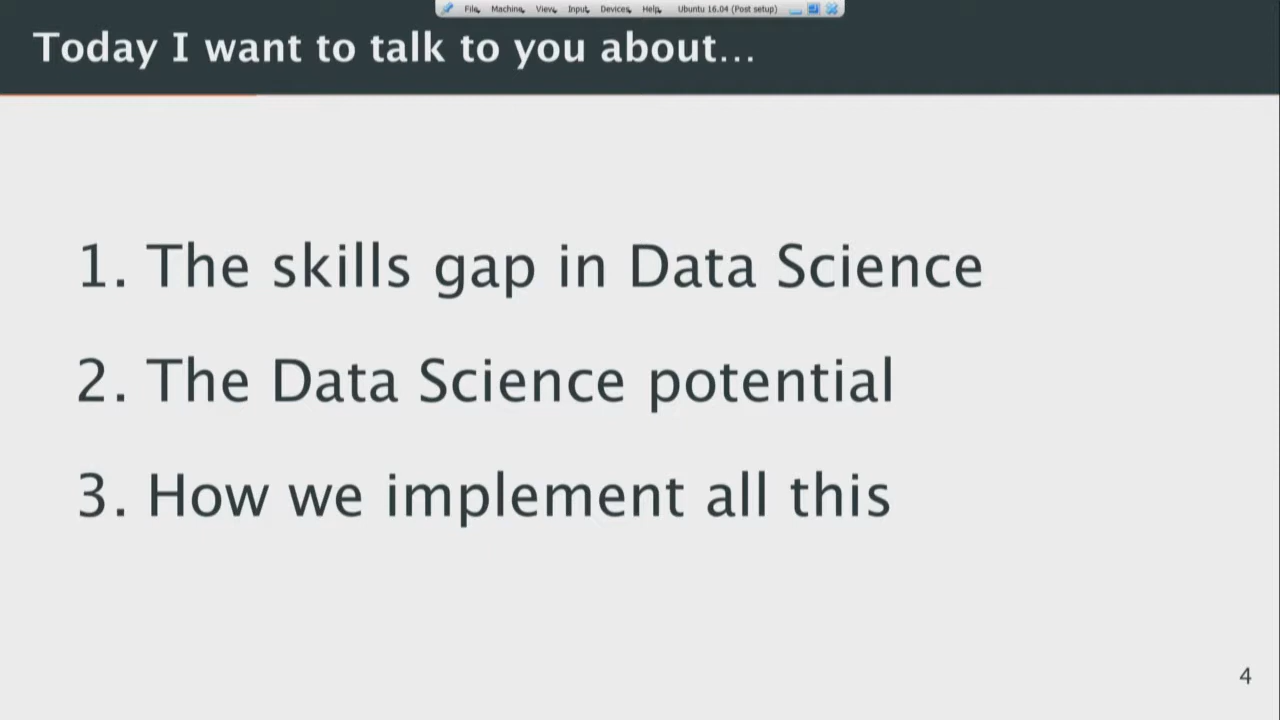 File Machine View Input Devices Help Ubuntu 16.04 (Post setup)
Today I want to talk to you about...
1. The skills gap in Data Science
2. The Data Science potential
3. How we implement all this
4